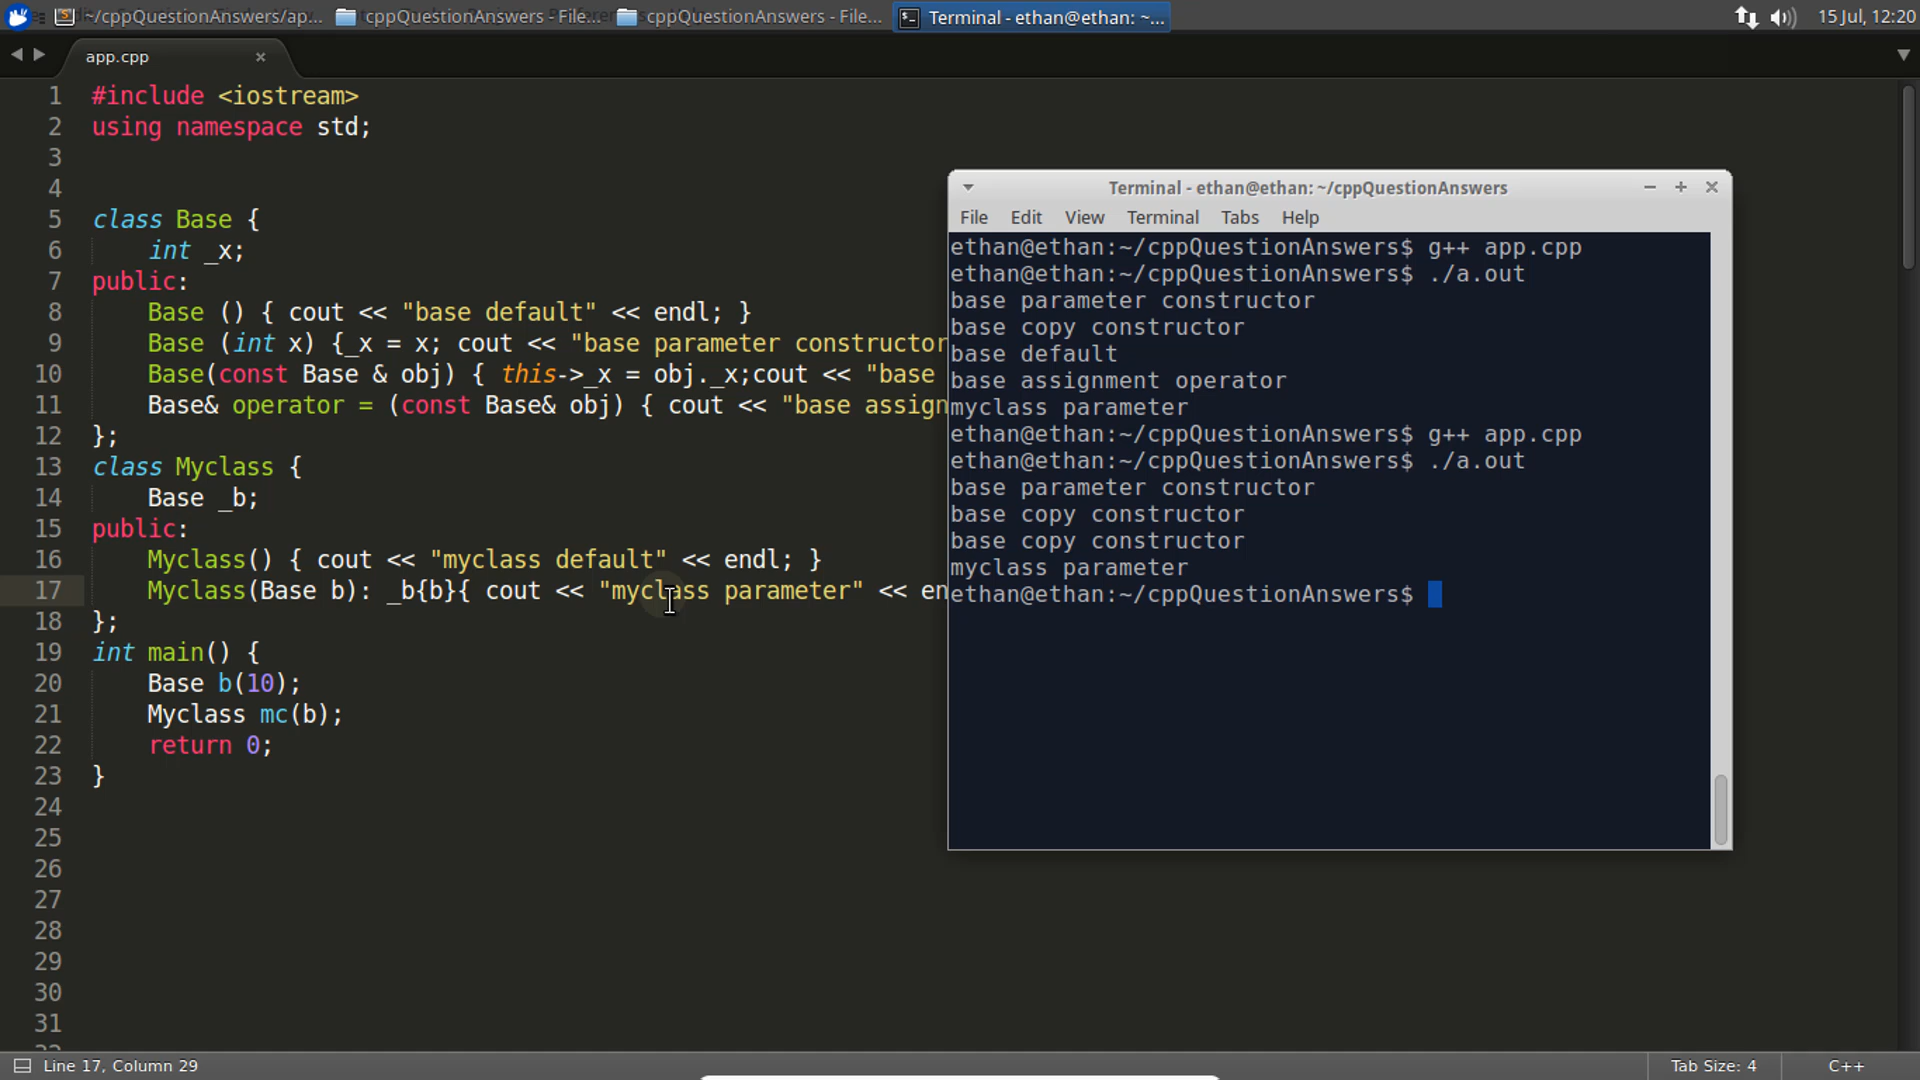 ~/cppQuestionAnswers/ap... cppQuestionAnswers - File... cppQuestionAnswers - File... Terminal - ethan@ethan: ~... 15 Jul, 12:20
app.cpp
1 #include <iostream>
2 using namespace std;
3
4
5 class Base {
6 int _x;
7 public:
8 Base () { cout << "base default" << endl; }
9 Base (int x) {_x = x; cout << "base parameter constructor
10 Base(const Base & obj) { this->_x = obj._x;cout << "base
11 Base& operator = (const Base& obj) { cout << "base assign
12 };
13 class Myclass {
14 Base _b;
15 public:
16 Myclass() { cout << "myclass default" << endl; }
17 Myclass(Base b): _b{b}{ cout << "myclass parameter" << en
18 };
19 int main() {
20 Base b(10);
21 Myclass mc(b);
22 return 0;
23 }
24
25
26
27
28
29
30
31
Terminal - ethan@ethan: ~/cppQuestionAnswers
File Edit View Terminal Tabs Help
ethan@ethan:~/cppQuestionAnswers$ g++ app.cpp
ethan@ethan:~/cppQuestionAnswers$ ./a.out
base parameter constructor
base copy constructor
base default
base assignment operator
myclass parameter
ethan@ethan:~/cppQuestionAnswers$ g++ app.cpp
ethan@ethan:~/cppQuestionAnswers$ ./a.out
base parameter constructor
base copy constructor
base copy constructor
myclass parameter
ethan@ethan:~/cppQuestionAnswers$
Line 17, Column 29 Tab Size: 4 C++